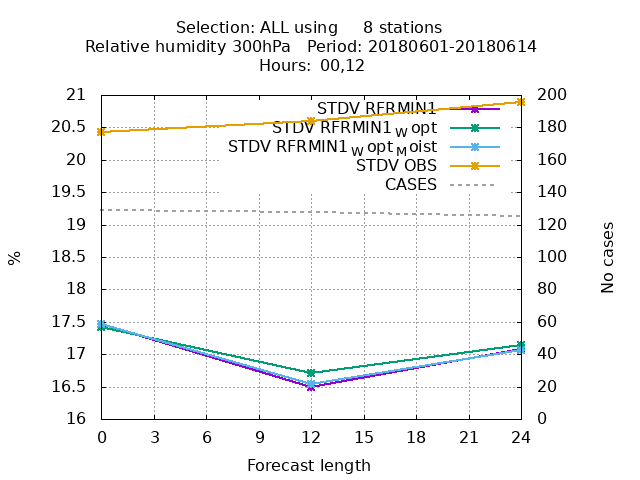 Selection: ALL using     8 stations
Relative humidity 300hPa   Period: 20180601-20180614
Hours: 00,12
21 200
STDV RFRMIN1
20.5 180
STDV RFRMIN1 W opt
STDV RFRMIN1 W opt M oist
20 160
STDV OBS
CASES
19.5 140
19 120
% No cases
18.5 100
18 80
17.5 60
17 40
16.5 20
16 0
0 3 6 9 12 15 18 21 24
Forecast length